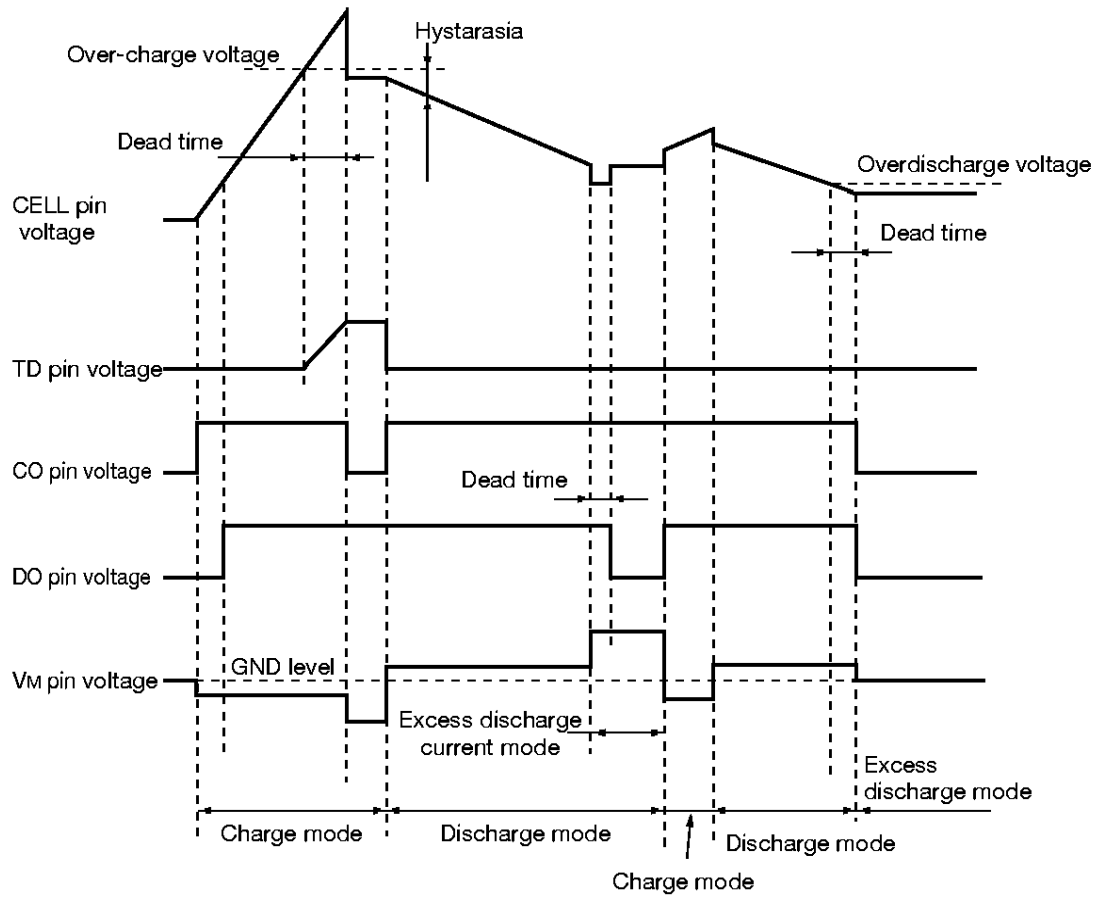 Hystarasia
Over-charge voltage
Dead time
Overdischarge voltage
CELL pin
voltage
Dead time
TD pin voltage
CO pin voltage
Dead time
DO pin voltage
GND level
VM pin voltage
Excess discharge
current mode
Excess
discharge mode
Charge mode
Discharge mode
Discharge mode
Charge mode